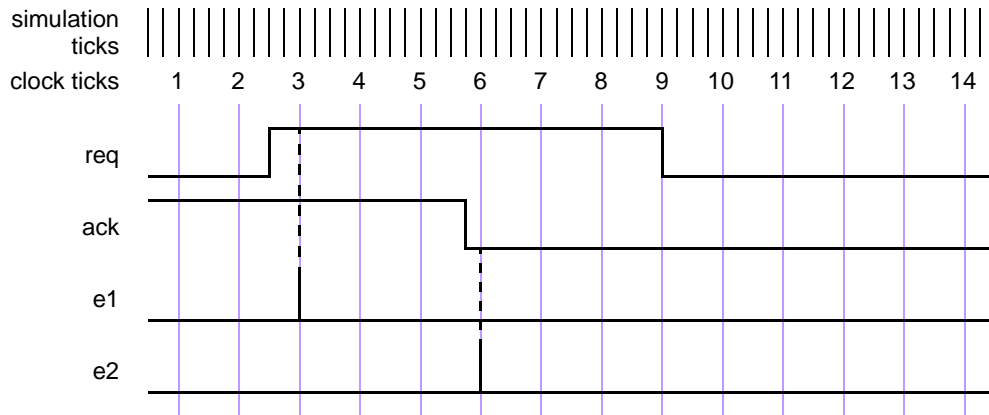 simulation
ticks
clock ticks 1 2 3 4 5 6 7 8 9 10 11 12 13 14
req
ack
e1
e2